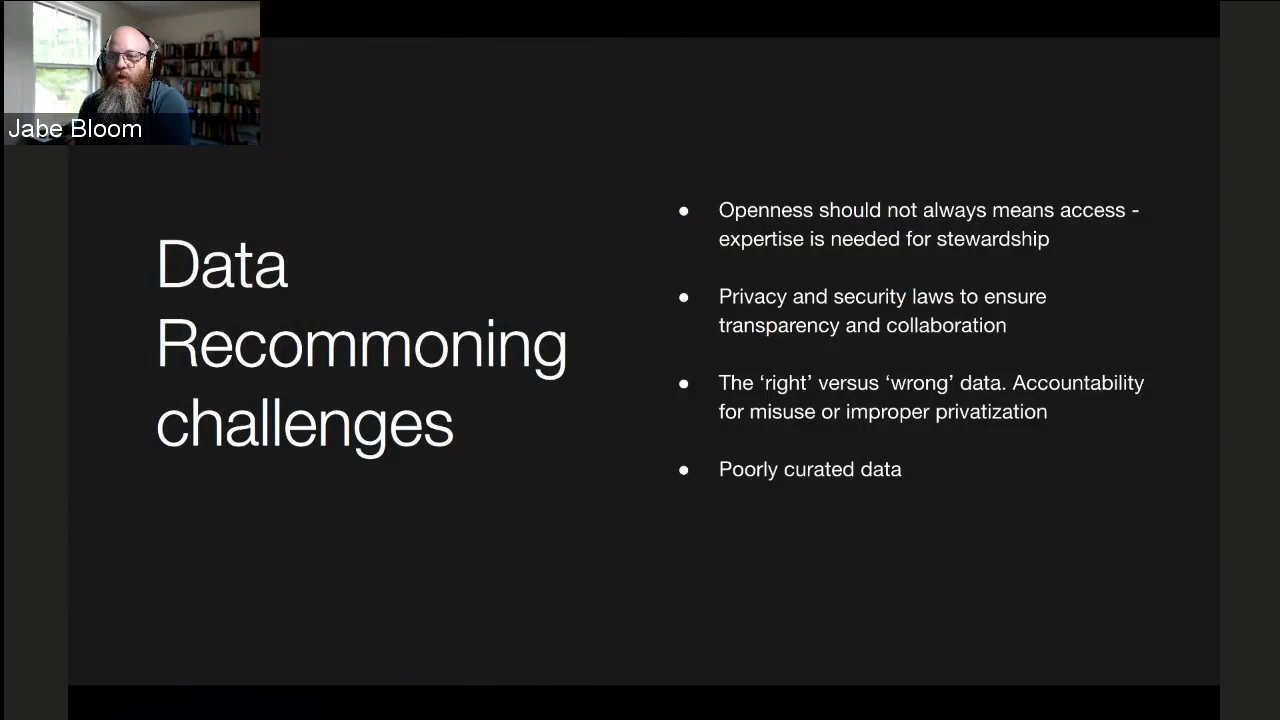 Jabe Bloom
Data
Recommoning
challenges
● Openness should not always means access -
expertise is needed for stewardship
● Privacy and security laws to ensure
transparency and collaboration
● The ‘right’ versus ‘wrong’ data. Accountability
for misuse or improper privatization
● Poorly curated data